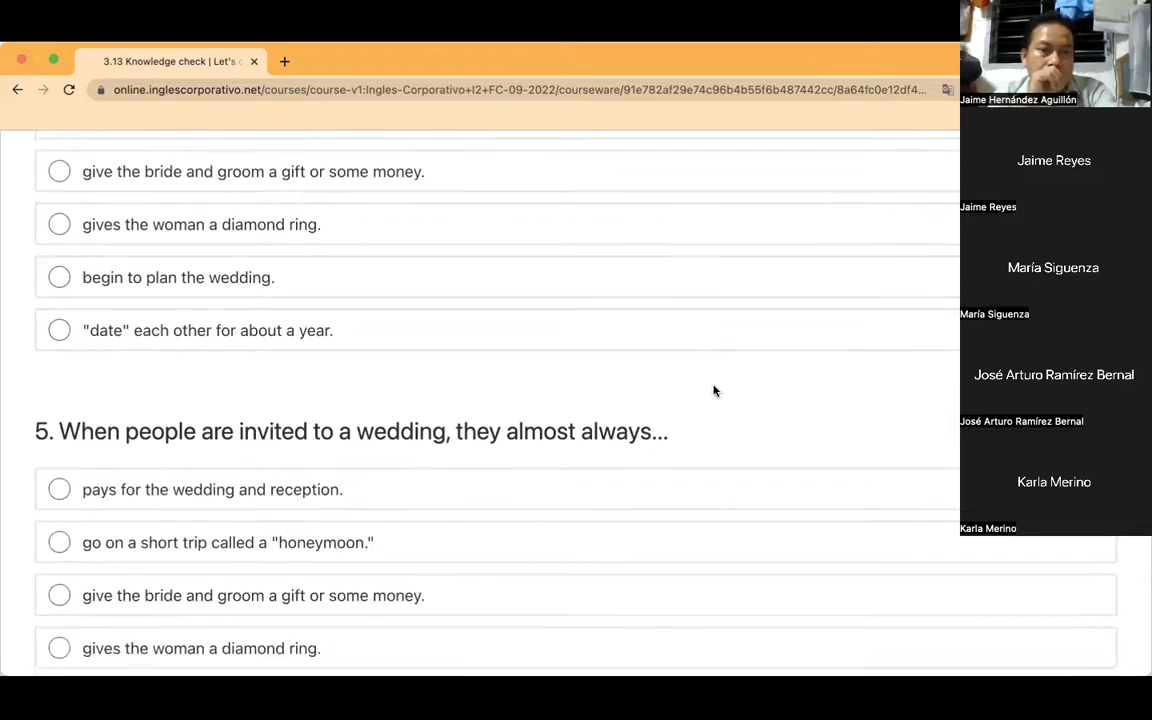 3.13 Knowledge check | Let's
online.inglescorporativo.net/courses/course-v1:Ingles-Corporativo+I2+FC-09-2022/courseware/91e782af29e74c96b4b55f6b487442cc/8a64fc0e12df4...
give the bride and groom a gift or some money.
gives the woman a diamond ring.
begin to plan the wedding.
"date" each other for about a year.
5. When people are invited to a wedding, they almost always...
pays for the wedding and reception.
go on a short trip called a "honeymoon."
give the bride and groom a gift or some money.
gives the woman a diamond ring.
Jaime Hernández Aguillón
Jaime Reyes
Jaime Reyes
María Siguenza
María Siguenza
José Arturo Ramírez Bernal
José Arturo Ramírez Bernal
Karla Merino
Karla Merino